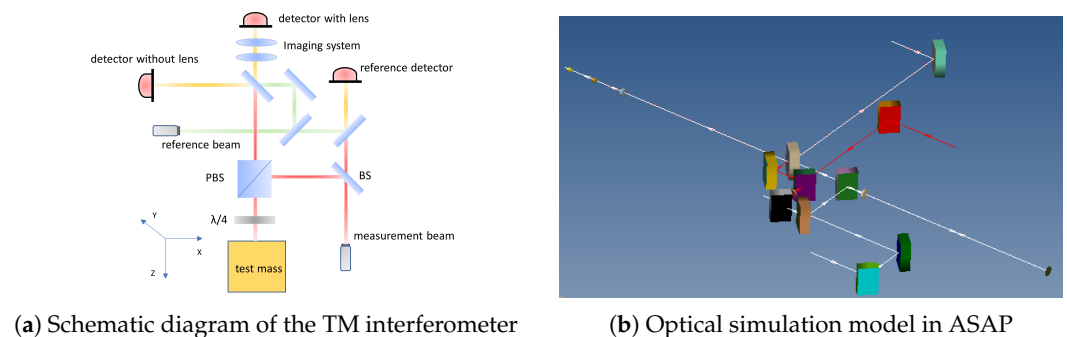 detector with lens
Imaging system
detector without lens
reference detector
reference beam
PBS
BS
λ/4
measurement beam
Y
X
Z
test mass
(a) Schematic diagram of the TM interferometer
(b) Optical simulation model in ASAP